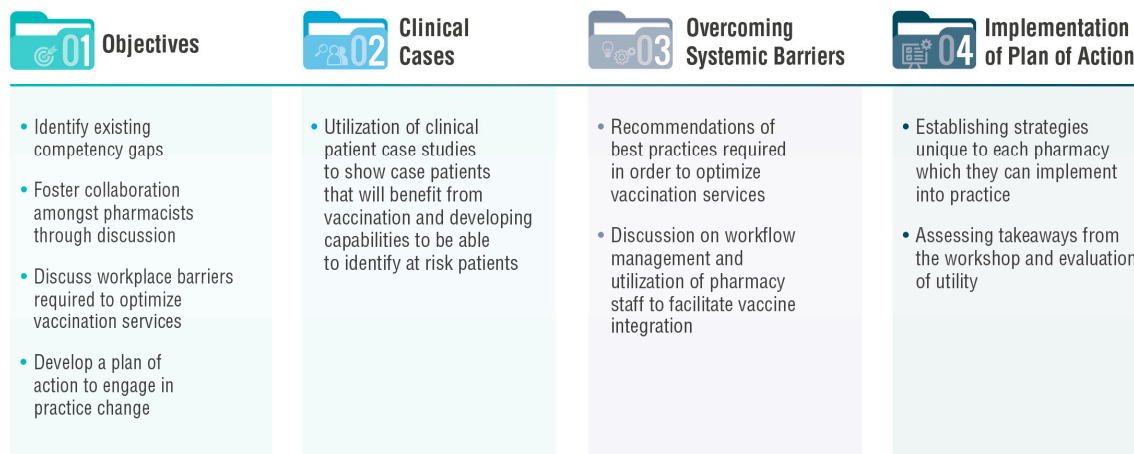 01 Objectives
• Identify existing
competency gaps
• Foster collaboration
amongst pharmacists
through discussion
• Discuss workplace barriers
required to optimize
vaccination services
• Develop a plan of
action to engage in
practice change
02 Clinical
Cases
• Utilization of clinical
patient case studies
to show case patients
that will benefit from
vaccination and developing
capabilities to be able
to identify at risk patients
03 Overcoming
Systemic Barriers
• Recommendations of
best practices required
in order to optimize
vaccination services
• Discussion on workflow
management and
utilization of pharmacy
staff to facilitate vaccine
integration
04 Implementation
of Plan of Action
• Establishing strategies
unique to each pharmacy
which they can implement
into practice
• Assessing takeaways from
the workshop and evaluation
of utility